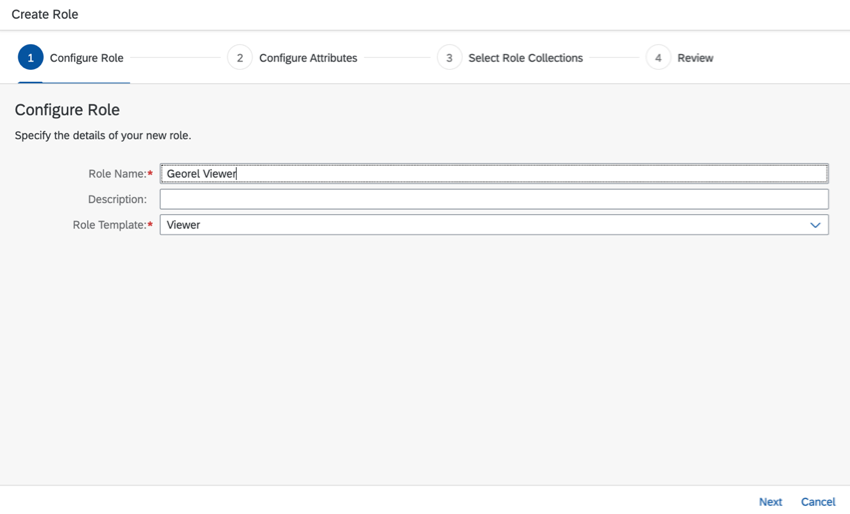 Create Role
1 Configure Role 2 Configure Attributes 3 Select Role Collections 4 Review
Configure Role
Specify the details of your new role.
Role Name:* Georel Viewer
Description:
Role Template:* Viewer
Next Cancel